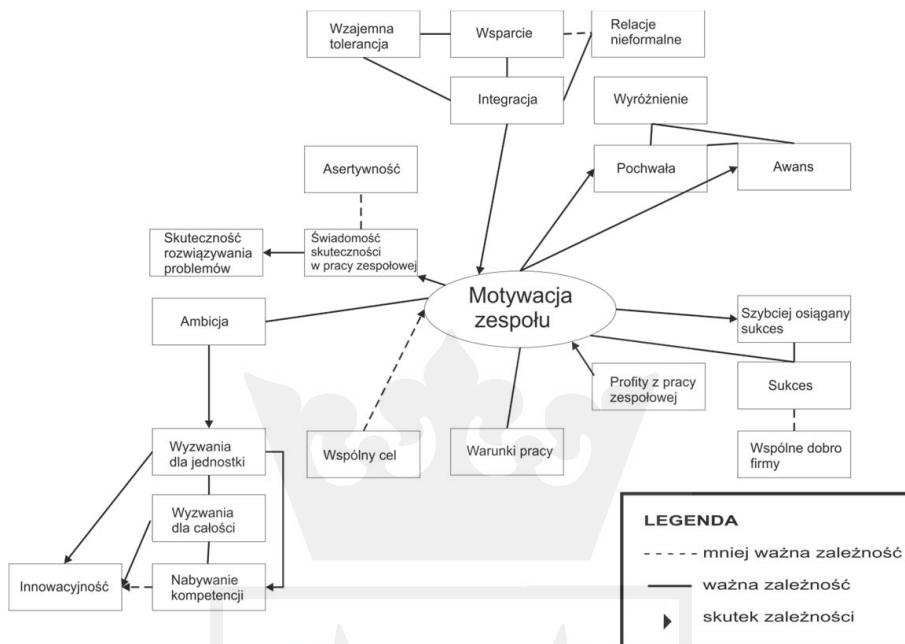 Wzajemna
tolerancja
Wsparcie
Relacje
nieformalne
Integracja
Wyróżnienie
Pochwała
Awans
Asertywność
Skuteczność
rozwiązywania
problemów
Świadomość
skuteczności
w pracy zespołowej
Motywacja
zespołu
Ambicja
Szybciej osiągany
sukces
Profity z pracy
zespołowej
Sukces
Wspólny cel
Warunki pracy
Wspólne dobro
firmy
Wyzwania
dla jednostki
Wyzwania
dla całości
Innowacyjność
Nabywanie
kompetencji
LEGENDA
mniej ważna zależność
ważna zależność
skutek zależności